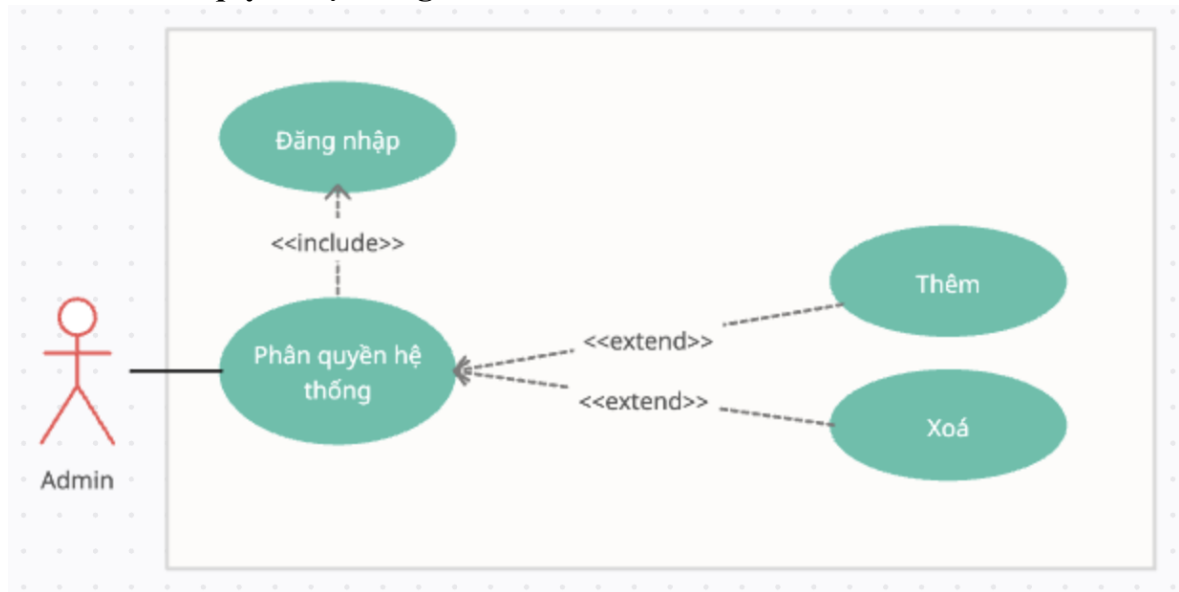 Đăng nhập
<<include>>
Thêm
<<extend>>
Phân quyền hệ
thống
<<extend>>
Xoá
Admin